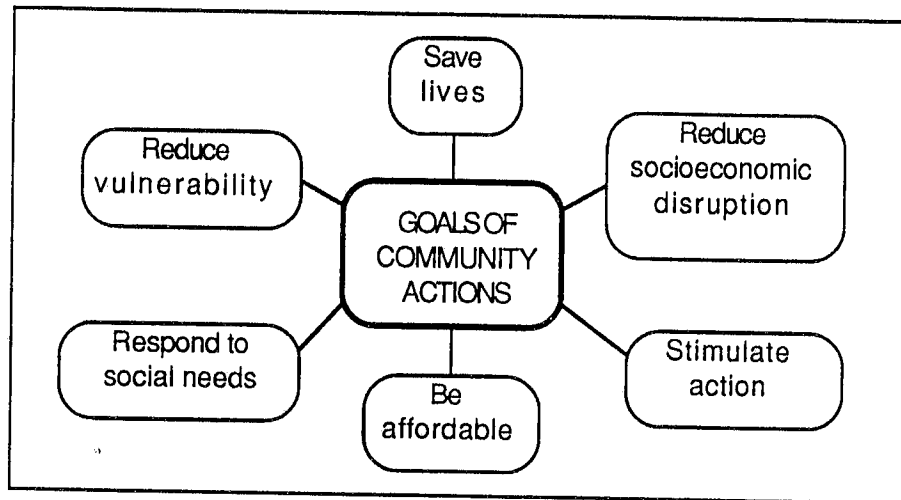 Save
lives
Reduce
vulnerability
Reduce
socioeconomic
disruption
GOALS OF
COMMUNITY
ACTIONS
Respond to
social needs
Be
affordable
Stimulate
action